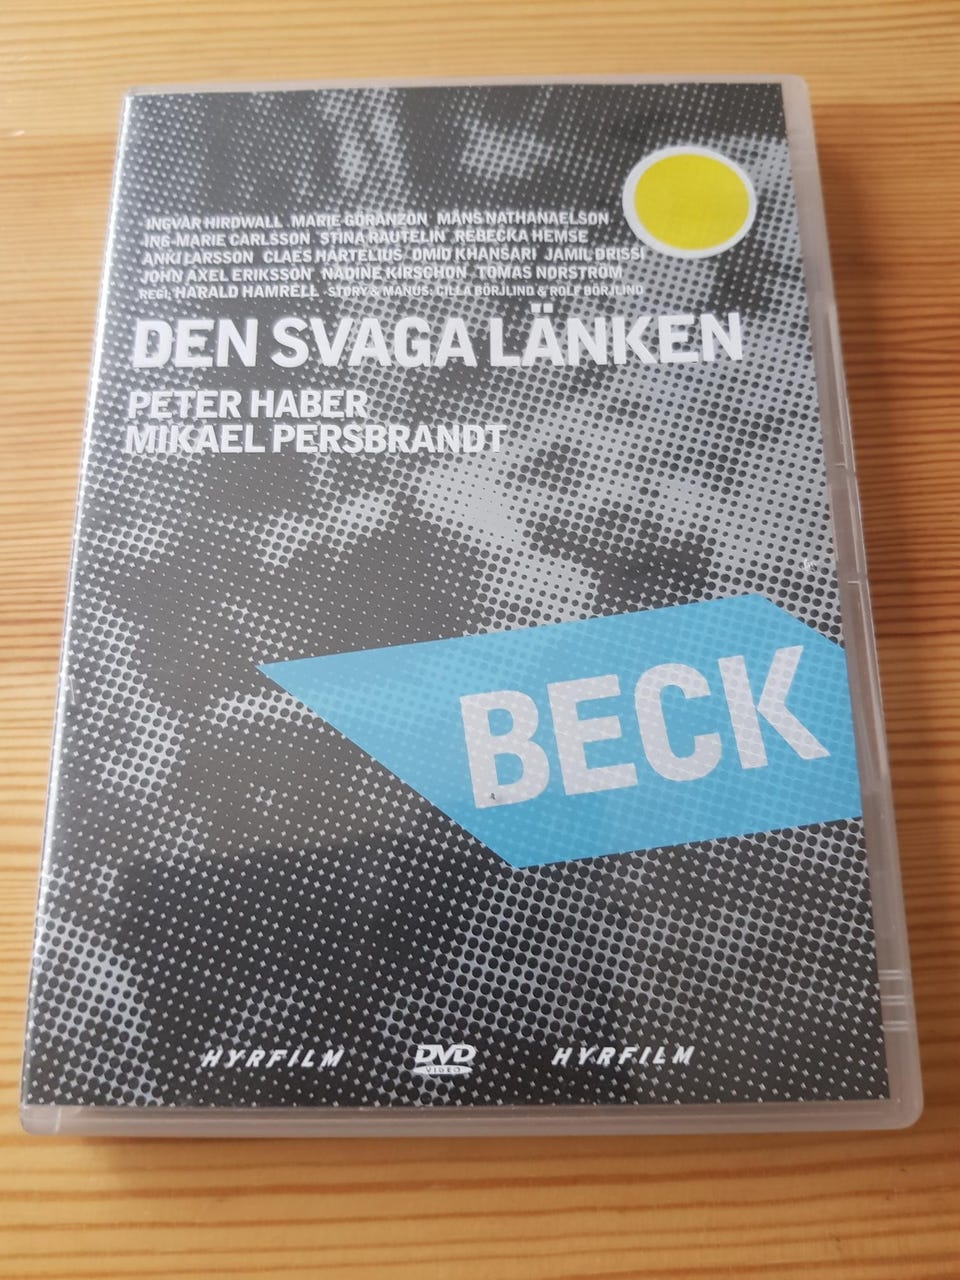 INGVAR HIRDWALL MARIE GÖRANZON MÅNS NATHANAELSON
ING-MARIE CARLSSON STINA RAUTELIN REBECKA HEMSE
ANKI LARSSON CLAES HARTELIUS OMID KHANSARI JAMIL DRISSI
JOHN AXEL ERIKSSON NADINE KIRSCHON TOMAS NORSTRÖM
REGI: HARALD HAMRELL · STORY & MANUS: CILLA BÖRJLIND & ROLF BÖRJLIND
DEN SVAGA LÄNKEN
PETER HABER
MIKAEL PERSBRANDT
BECK
HYRFILM DVD HYRFILM
VIDEO